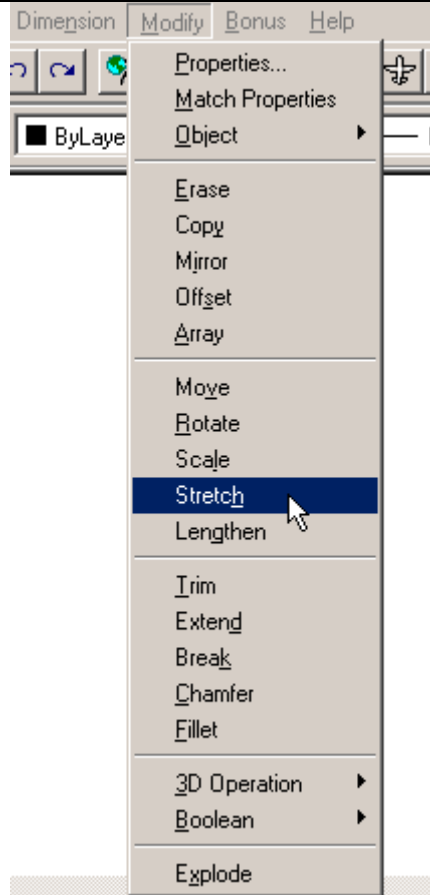 Dimension Modify Bonus Help
Properties...
Match Properties
ByLaye
Object
Erase
Copy
Mirror
Offset
Array
Move
Rotate
Scale
Stretch
Lengthen
Trim
Extend
Break
Chamfer
Fillet
3D Operation
Boolean
Explode